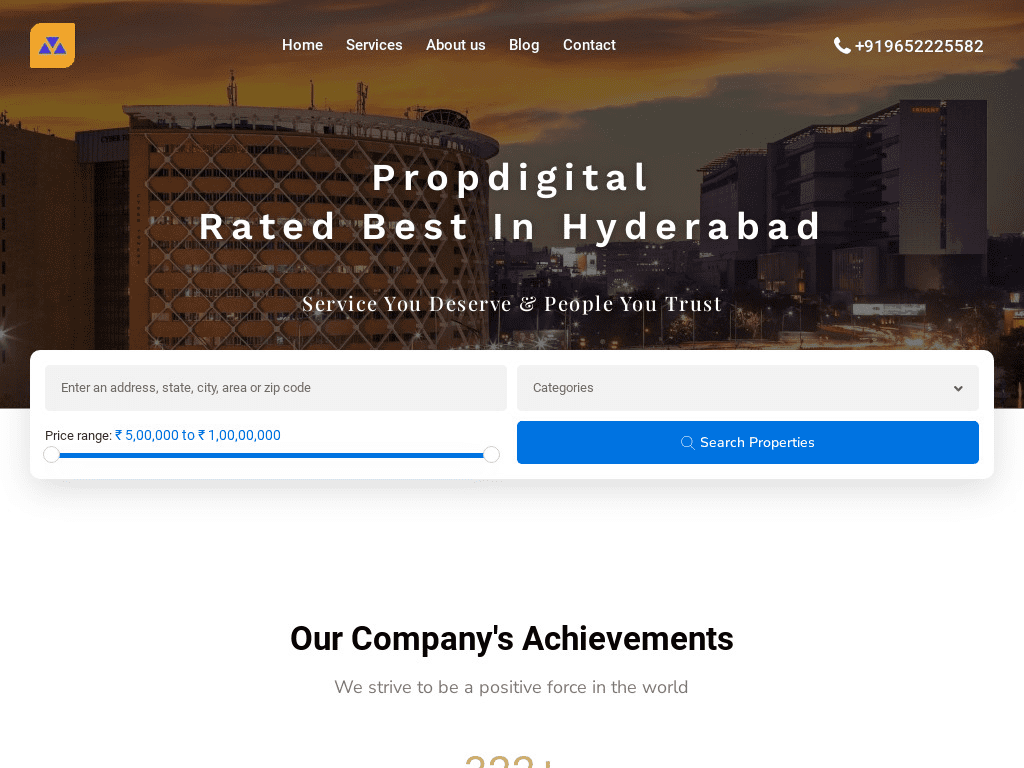 Home Services About us Blog Contact
+919652225582
TRIDENT
Propdigital
Rated Best In Hyderabad
Service You Deserve & People You Trust
Enter an address, state, city, area or zip code
Categories
Price range: ₹ 5,00,000 to ₹ 1,00,00,000
Search Properties
Our Company's Achievements
We strive to be a positive force in the world